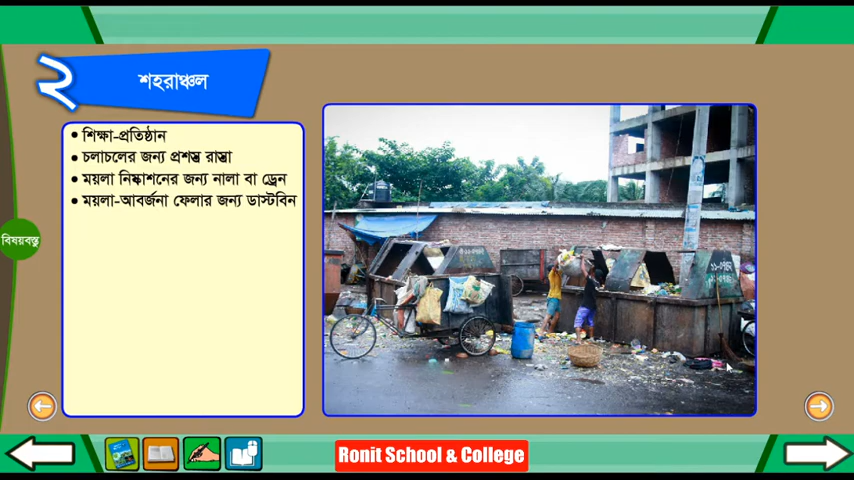 ২
শহরাঞ্চল
• শিক্ষা-প্রতিষ্ঠান
• চলাচলের জন্য প্রশস্ত রাস্তা
• ময়লা নিষ্কাশনের জন্য নালা বা ড্রেন
• ময়লা-আবর্জনা ফেলার জন্য ডাস্টবিন
বিষয়বস্তু
Ronit School & College